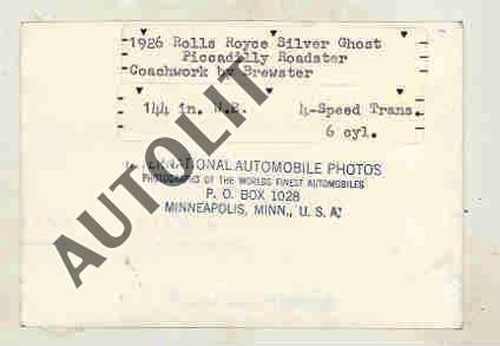 1926 Rolls Royce Silver Ghost
Piccadilly Roadster
Coachwork by Brewster
144 in. W.B. 4-Speed Trans.
6 cyl.
INTERNATIONAL AUTOMOBILE PHOTOS
PHOTOGRAPHS OF THE WORLDS FINEST AUTOMOBILES
P. O. BOX 1028
MINNEAPOLIS, MINN., U. S. A.
AUTOLIT